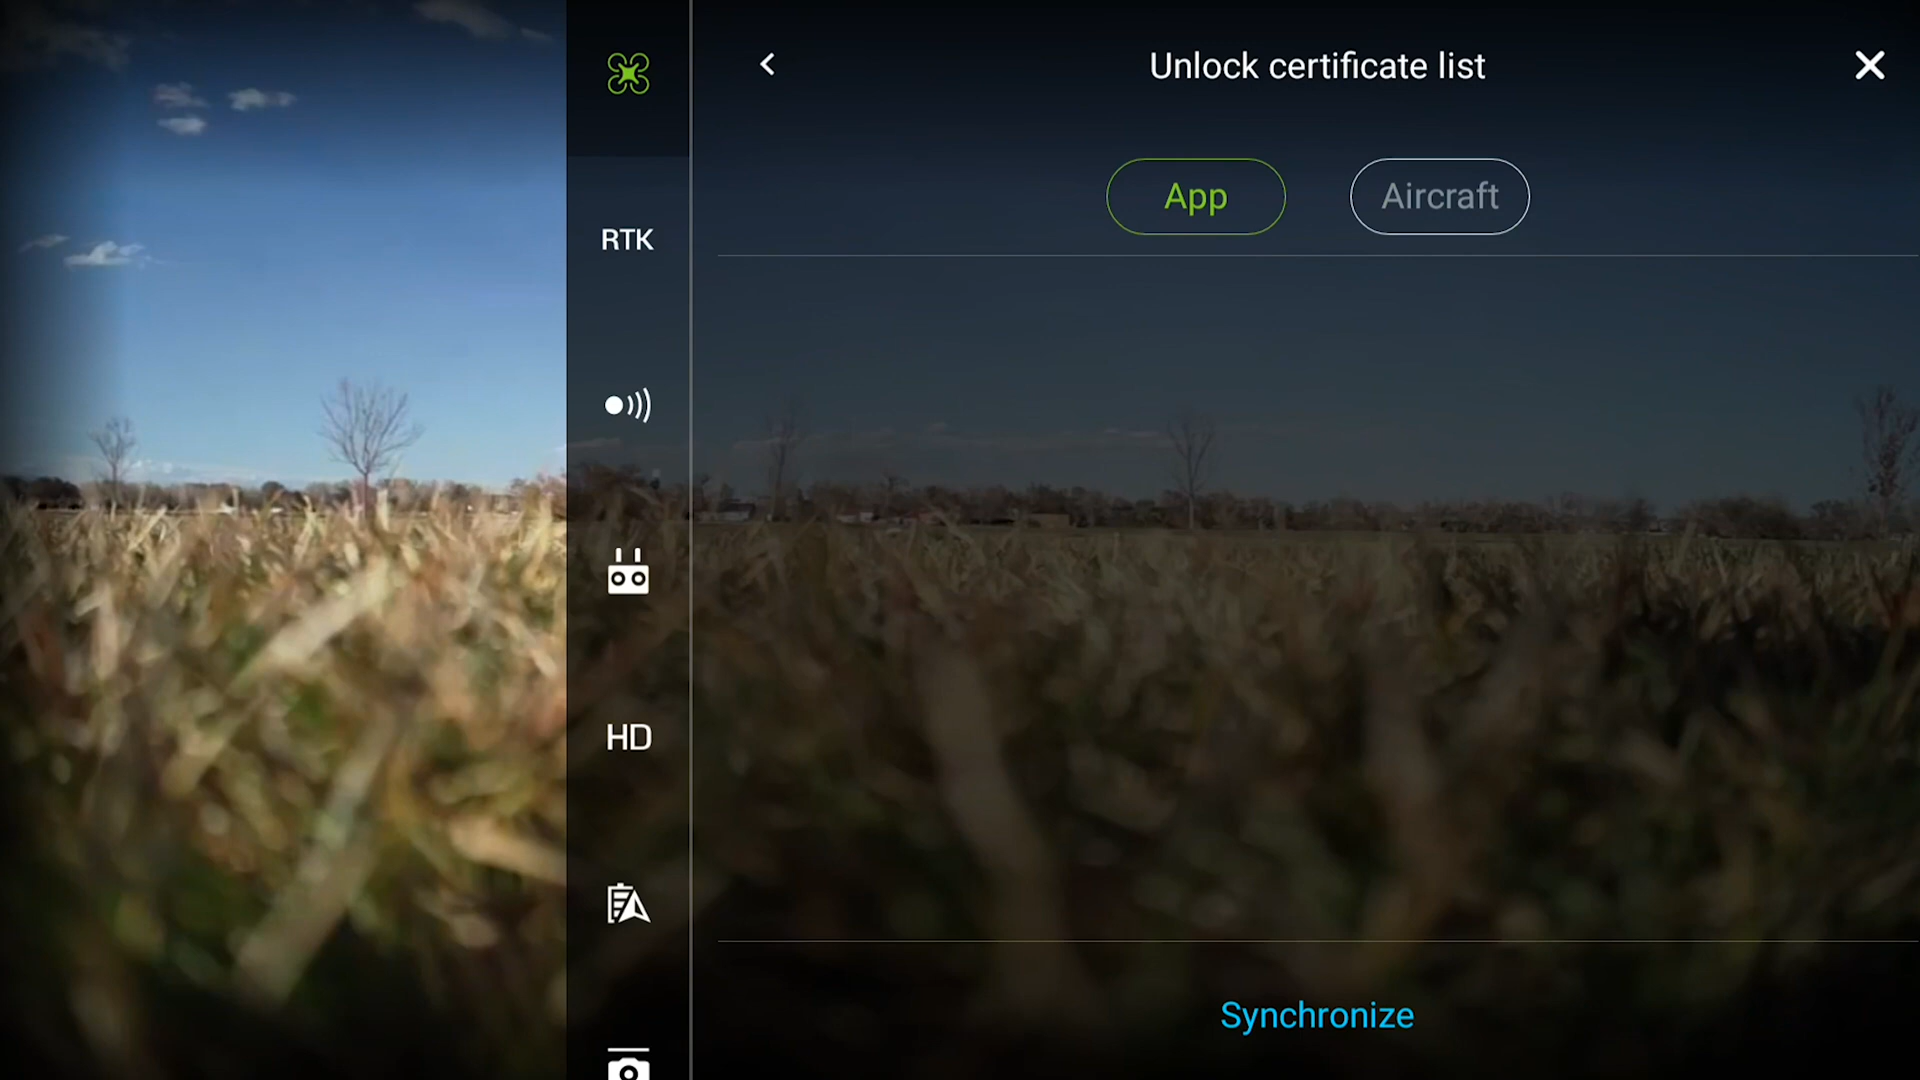 Unlock certificate list
App
Aircraft
RTK
HD
Synchronize